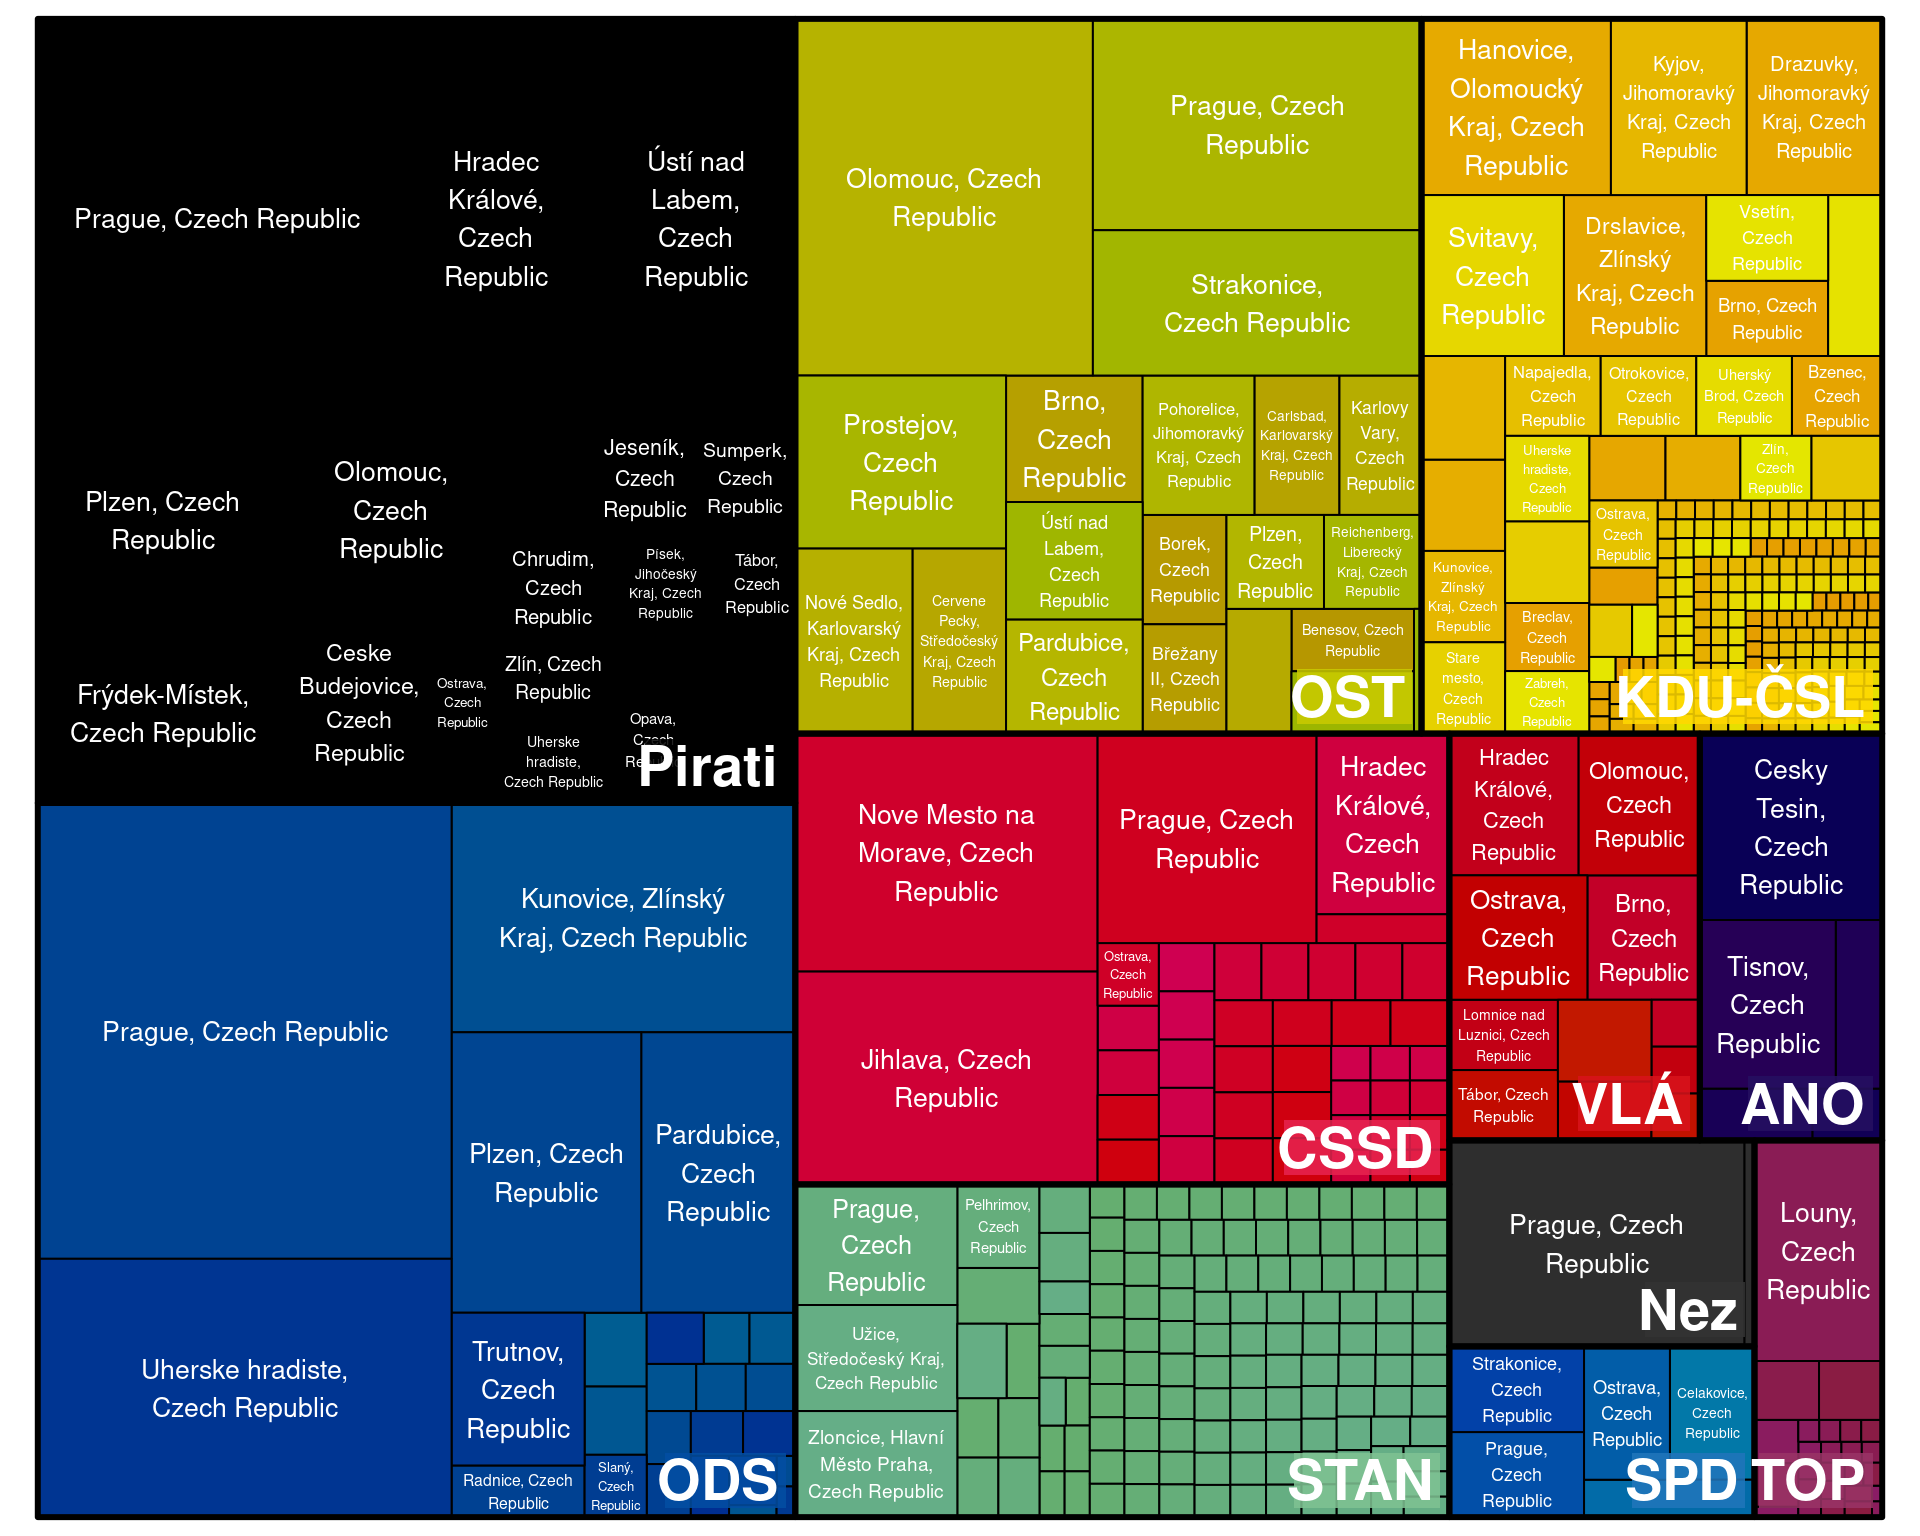 Prague, Czech Republic
Hradec
Králové,
Czech
Republic
Ústí nad
Labem,
Czech
Republic
Plzen, Czech
Republic
Olomouc,
Czech
Republic
Jeseník,
Czech
Republic
Sumperk,
Czech
Republic
Chrudim,
Czech
Republic
Písek,
Jihočeský
Kraj, Czech
Republic
Tábor,
Czech
Republic
Frýdek-Místek,
Czech Republic
Ceske
Budejovice,
Czech
Republic
Ostrava,
Czech
Republic
Zlín, Czech
Republic
Uherske
hradiste,
Czech Republic
Opava,
Pirati
Prague, Czech Republic
Uherske hradiste,
Czech Republic
Kunovice, Zlínský
Kraj, Czech Republic
Plzen, Czech
Republic
Pardubice,
Czech
Republic
Trutnov,
Czech
Republic
Radnice, Czech
Republic
Slaný,
Czech
Republic
ODS
Olomouc, Czech
Republic
Prague, Czech
Republic
Strakonice,
Czech Republic
Prostejov,
Czech
Republic
Brno,
Czech
Republic
Pohorelice,
Jihomoravký
Kraj, Czech
Republic
Carlsbad,
Karlovarský
Kraj, Czech
Republic
Karlovy
Vary,
Czech
Republic
Ústí nad
Labem,
Czech
Republic
Borek,
Czech
Republic
Plzen,
Czech
Republic
Reichenberg,
Liberecký
Kraj, Czech
Republic
Nové Sedlo,
Karlovarský
Kraj, Czech
Republic
Cervene
Pecky,
Středočeský
Kraj, Czech
Republic
Pardubice,
Czech
Republic
Břežany
II, Czech
Republic
Benesov, Czech
Republic
OST
Hanovice,
Olomoucký
Kraj, Czech
Republic
Kyjov,
Jihomoravký
Kraj, Czech
Republic
Drazuvky,
Jihomoravký
Kraj, Czech
Republic
Svitavy,
Czech
Republic
Drslavice,
Zlínský
Kraj, Czech
Republic
Vsetín,
Czech
Republic
Brno, Czech
Republic
Napajedla,
Czech
Republic
Otrokovice,
Czech
Republic
Uherský
Brod, Czech
Republic
Bzenec,
Czech
Republic
Uherske
hradiste,
Czech
Republic
Zlín,
Czech
Republic
Ostrava,
Czech
Republic
Kunovice,
Zlínský
Kraj, Czech
Republic
Breclav,
Czech
Republic
Stare
mesto,
Czech
Republic
Zabreh,
Czech
Republic
KDU-ČSL
Nove Mesto na
Morave, Czech
Republic
Prague, Czech
Republic
Hradec
Králové,
Czech
Republic
Jihlava, Czech
Republic
Ostrava,
Czech
Republic
CSSD
Hradec
Králové,
Czech
Republic
Olomouc,
Czech
Republic
Ostrava,
Czech
Republic
Brno,
Czech
Republic
Lomnice nad
Luznici, Czech
Republic
Tábor, Czech
Republic
VLÁ
Cesky
Tesin,
Czech
Republic
Tisnov,
Czech
Republic
ANO
Prague,
Czech
Republic
Pelhrimov,
Czech
Republic
Užice,
Středočeský Kraj,
Czech Republic
Zloncice, Hlavní
Město Praha,
Czech Republic
STAN
Prague, Czech
Republic
Nez
Strakonice,
Czech
Republic
Prague,
Czech
Republic
Ostrava,
Czech
Republic
Celakovice,
Czech
Republic
SPD
Louny,
Czech
Republic
TOP